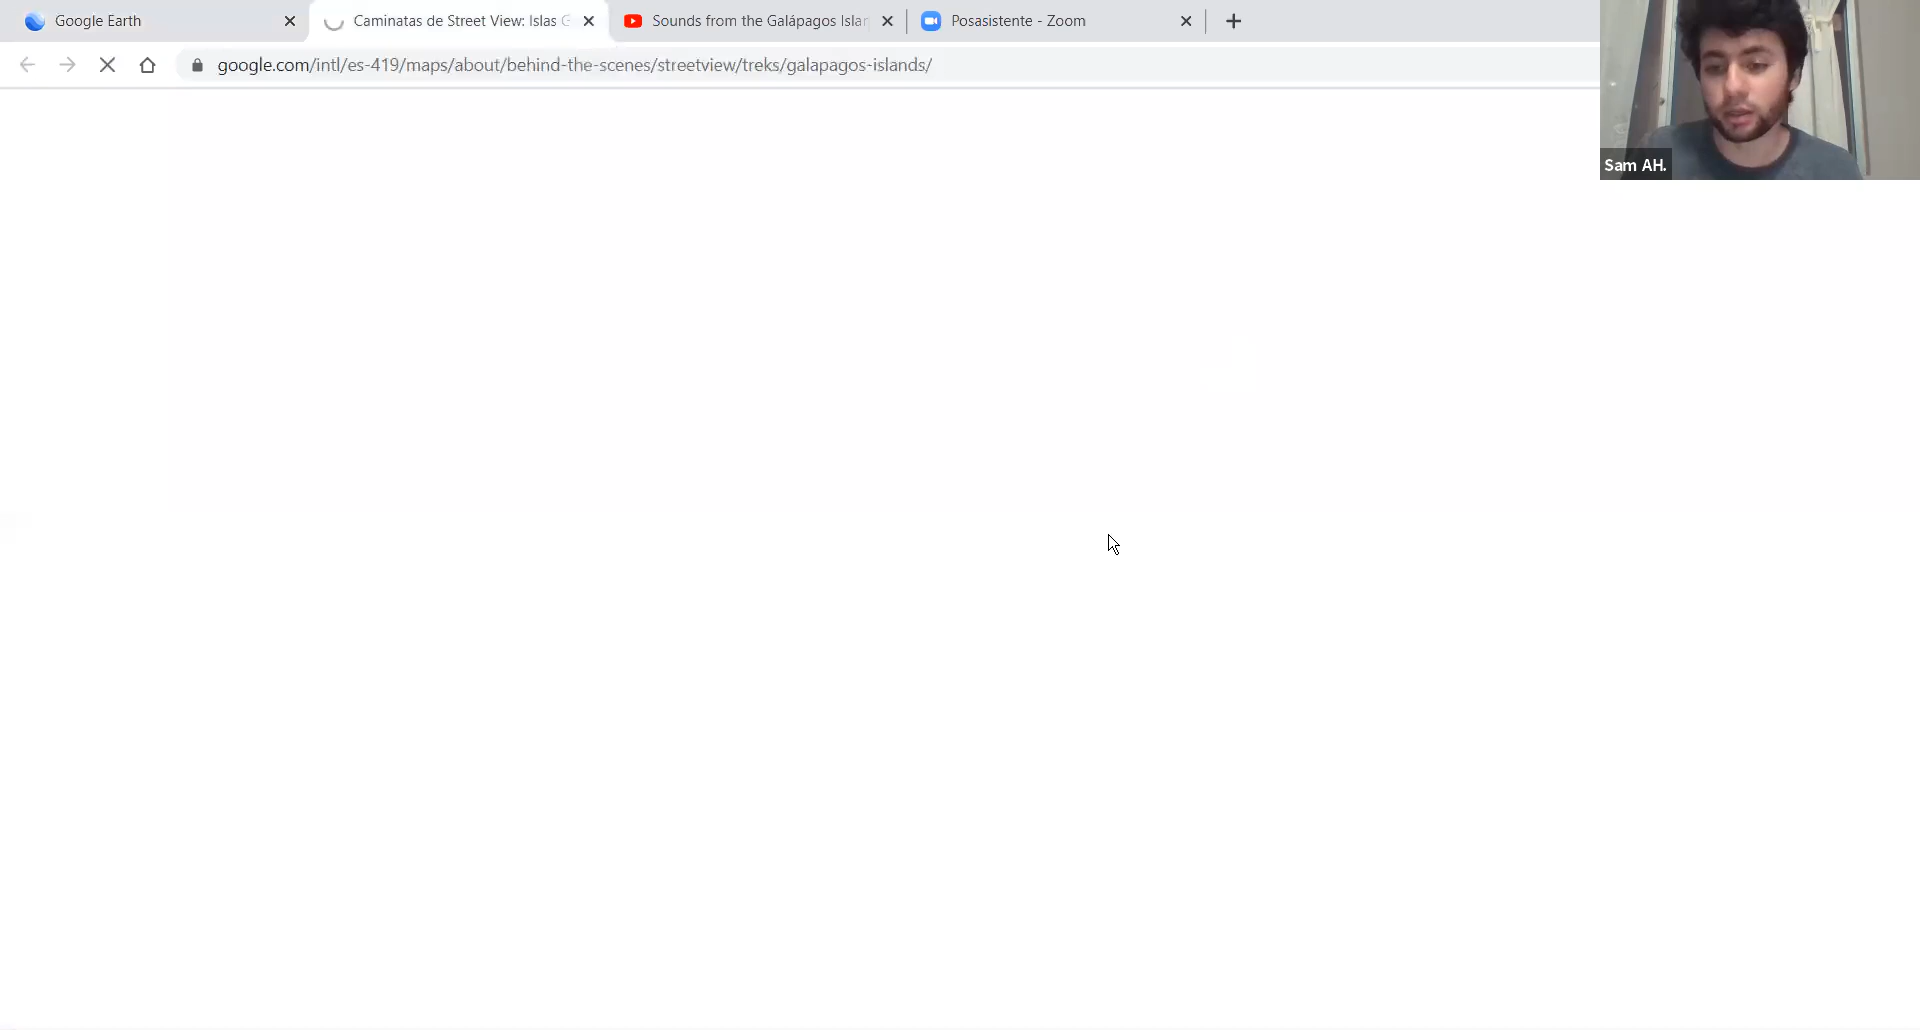 Google Earth
Caminatas de Street View: Islas G
Sounds from the Galápagos Islan
Posasistente - Zoom
google.com/intl/es-419/maps/about/behind-the-scenes/streetview/treks/galapagos-islands/
Sam AH.